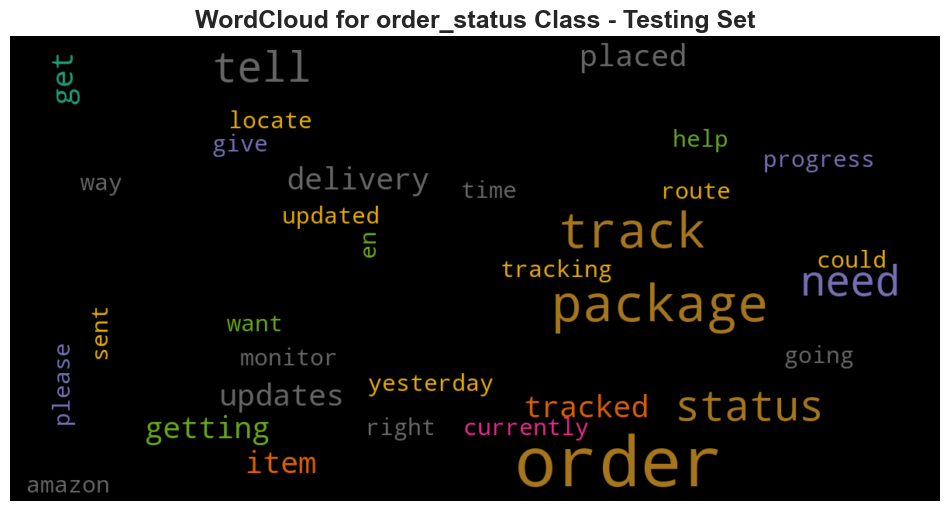 WordCloud for order_status Class - Testing Set
get
tell
placed
locate
give
help
progress
way
delivery
time
route
updated
track
en
tracking
could
need
package
sent
want
monitor
going
please
yesterday
updates
tracked
status
getting
right
currently
item
order
amazon